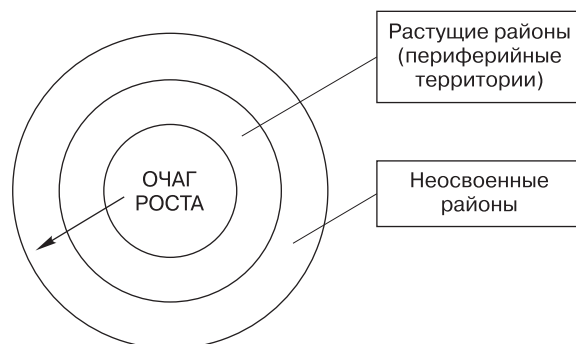 Растущие районы
(периферийные
территории)
ОЧАГ
РОСТА
Неосвоенные
районы